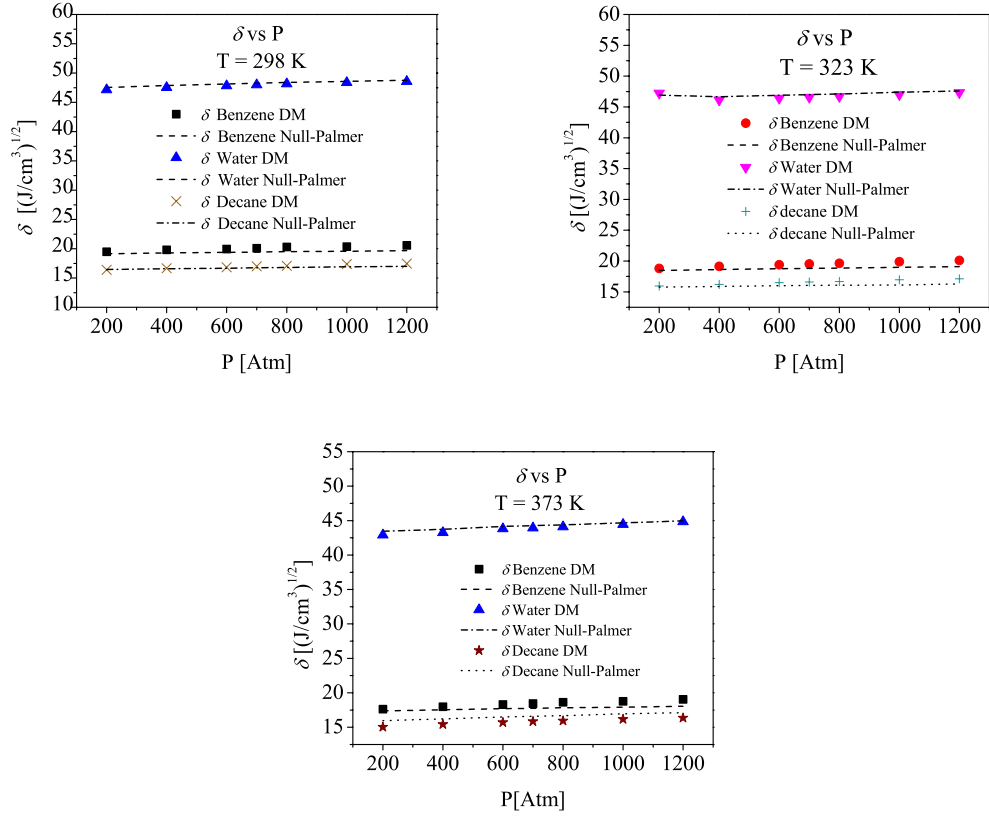 δ vs P
T = 298 K
60
55
50
45
40
35
30
25
20
15
10
δ [(J/cm³)^1/2]
δ Benzene DM
δ Benzene Null-Palmer
δ Water DM
δ Water Null-Palmer
δ Decane DM
δ Decane Null-Palmer
200 400 600 800 1000 1200
P [Atm]
δ vs P
T = 323 K
60
55
50
45
40
35
30
25
20
15
δ [(J/cm³)^1/2]
δ Benzene DM
δ Benzene Null-Palmer
δ Water DM
δ Water Null-Palmer
δ decane DM
δ decane Null-Palmer
200 400 600 800 1000 1200
P [Atm]
δ vs P
T = 373 K
55
50
45
40
35
30
25
20
15
δ [(J/cm³)^1/2]
δ Benzene DM
δ Benzene Null-Palmer
δ Water DM
δ Water Null-Palmer
δ Decane DM
δ Decane Null-Palmer
200 400 600 800 1000 1200
P[Atm]